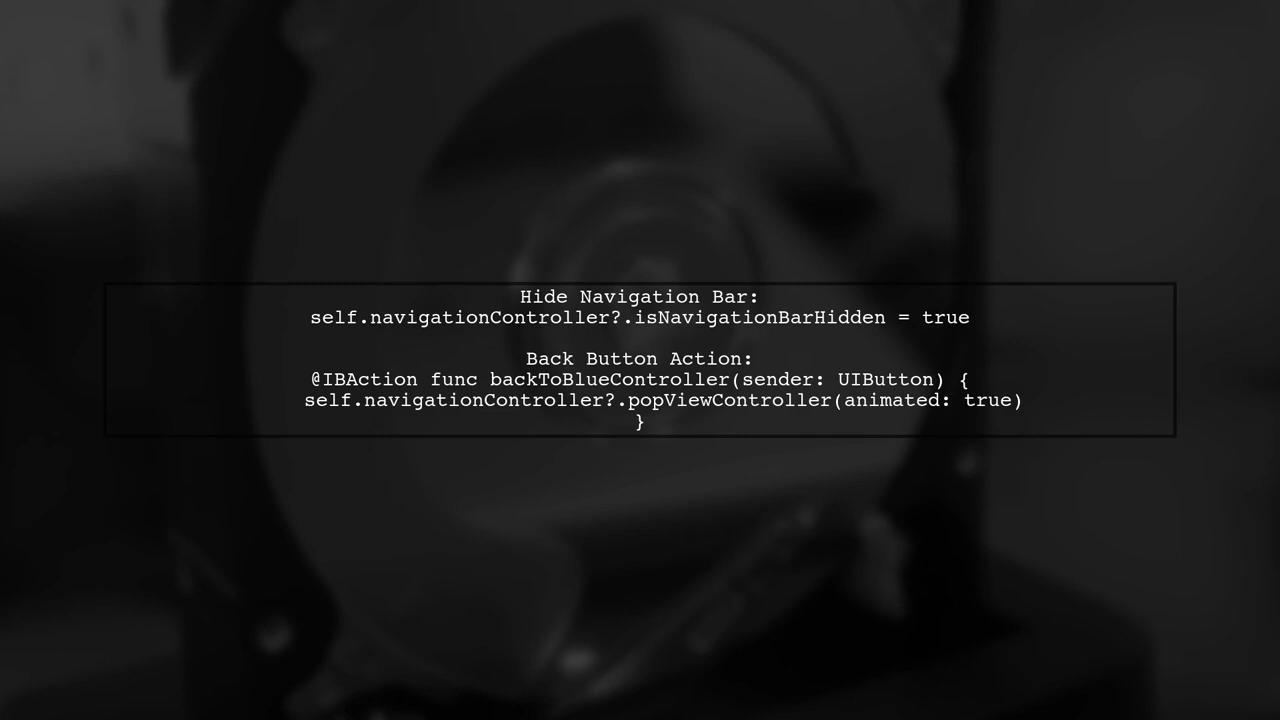 Hide Navigation Bar:
self.navigationController?.isNavigationBarHidden = true
Back Button Action:
@IBAction func backToBlueController(sender: UIButton) {
self.navigationController?.popViewController(animated: true)
}